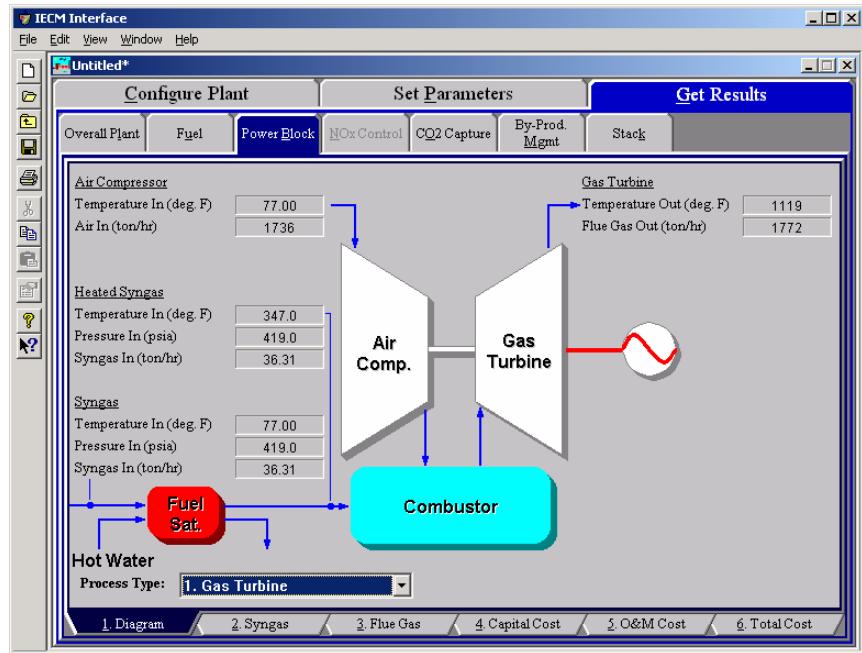 IECM Interface
File Edit View Window Help
Untitled*
Configure Plant Set Parameters Get Results
Overall Plant Fuel Power Block NOx Control CO2 Capture By-Prod. Mgmt Stack
Air Compressor
Temperature In (deg. F) 77.00
Air In (ton/hr) 1736
Gas Turbine
Temperature Out (deg. F) 1119
Flue Gas Out (ton/hr) 1772
Heated Syngas
Temperature In (deg. F) 347.0
Pressure In (psia) 419.0
Syngas In (ton/hr) 36.31
Air
Comp.
Gas
Turbine
Syngas
Temperature In (deg. F) 77.00
Pressure In (psia) 419.0
Syngas In (ton/hr) 36.31
Fuel
Sat.
Combustor
Hot Water
Process Type: 1. Gas Turbine
1. Diagram 2. Syngas 3. Flue Gas 4. Capital Cost 5. O&M Cost 6. Total Cost